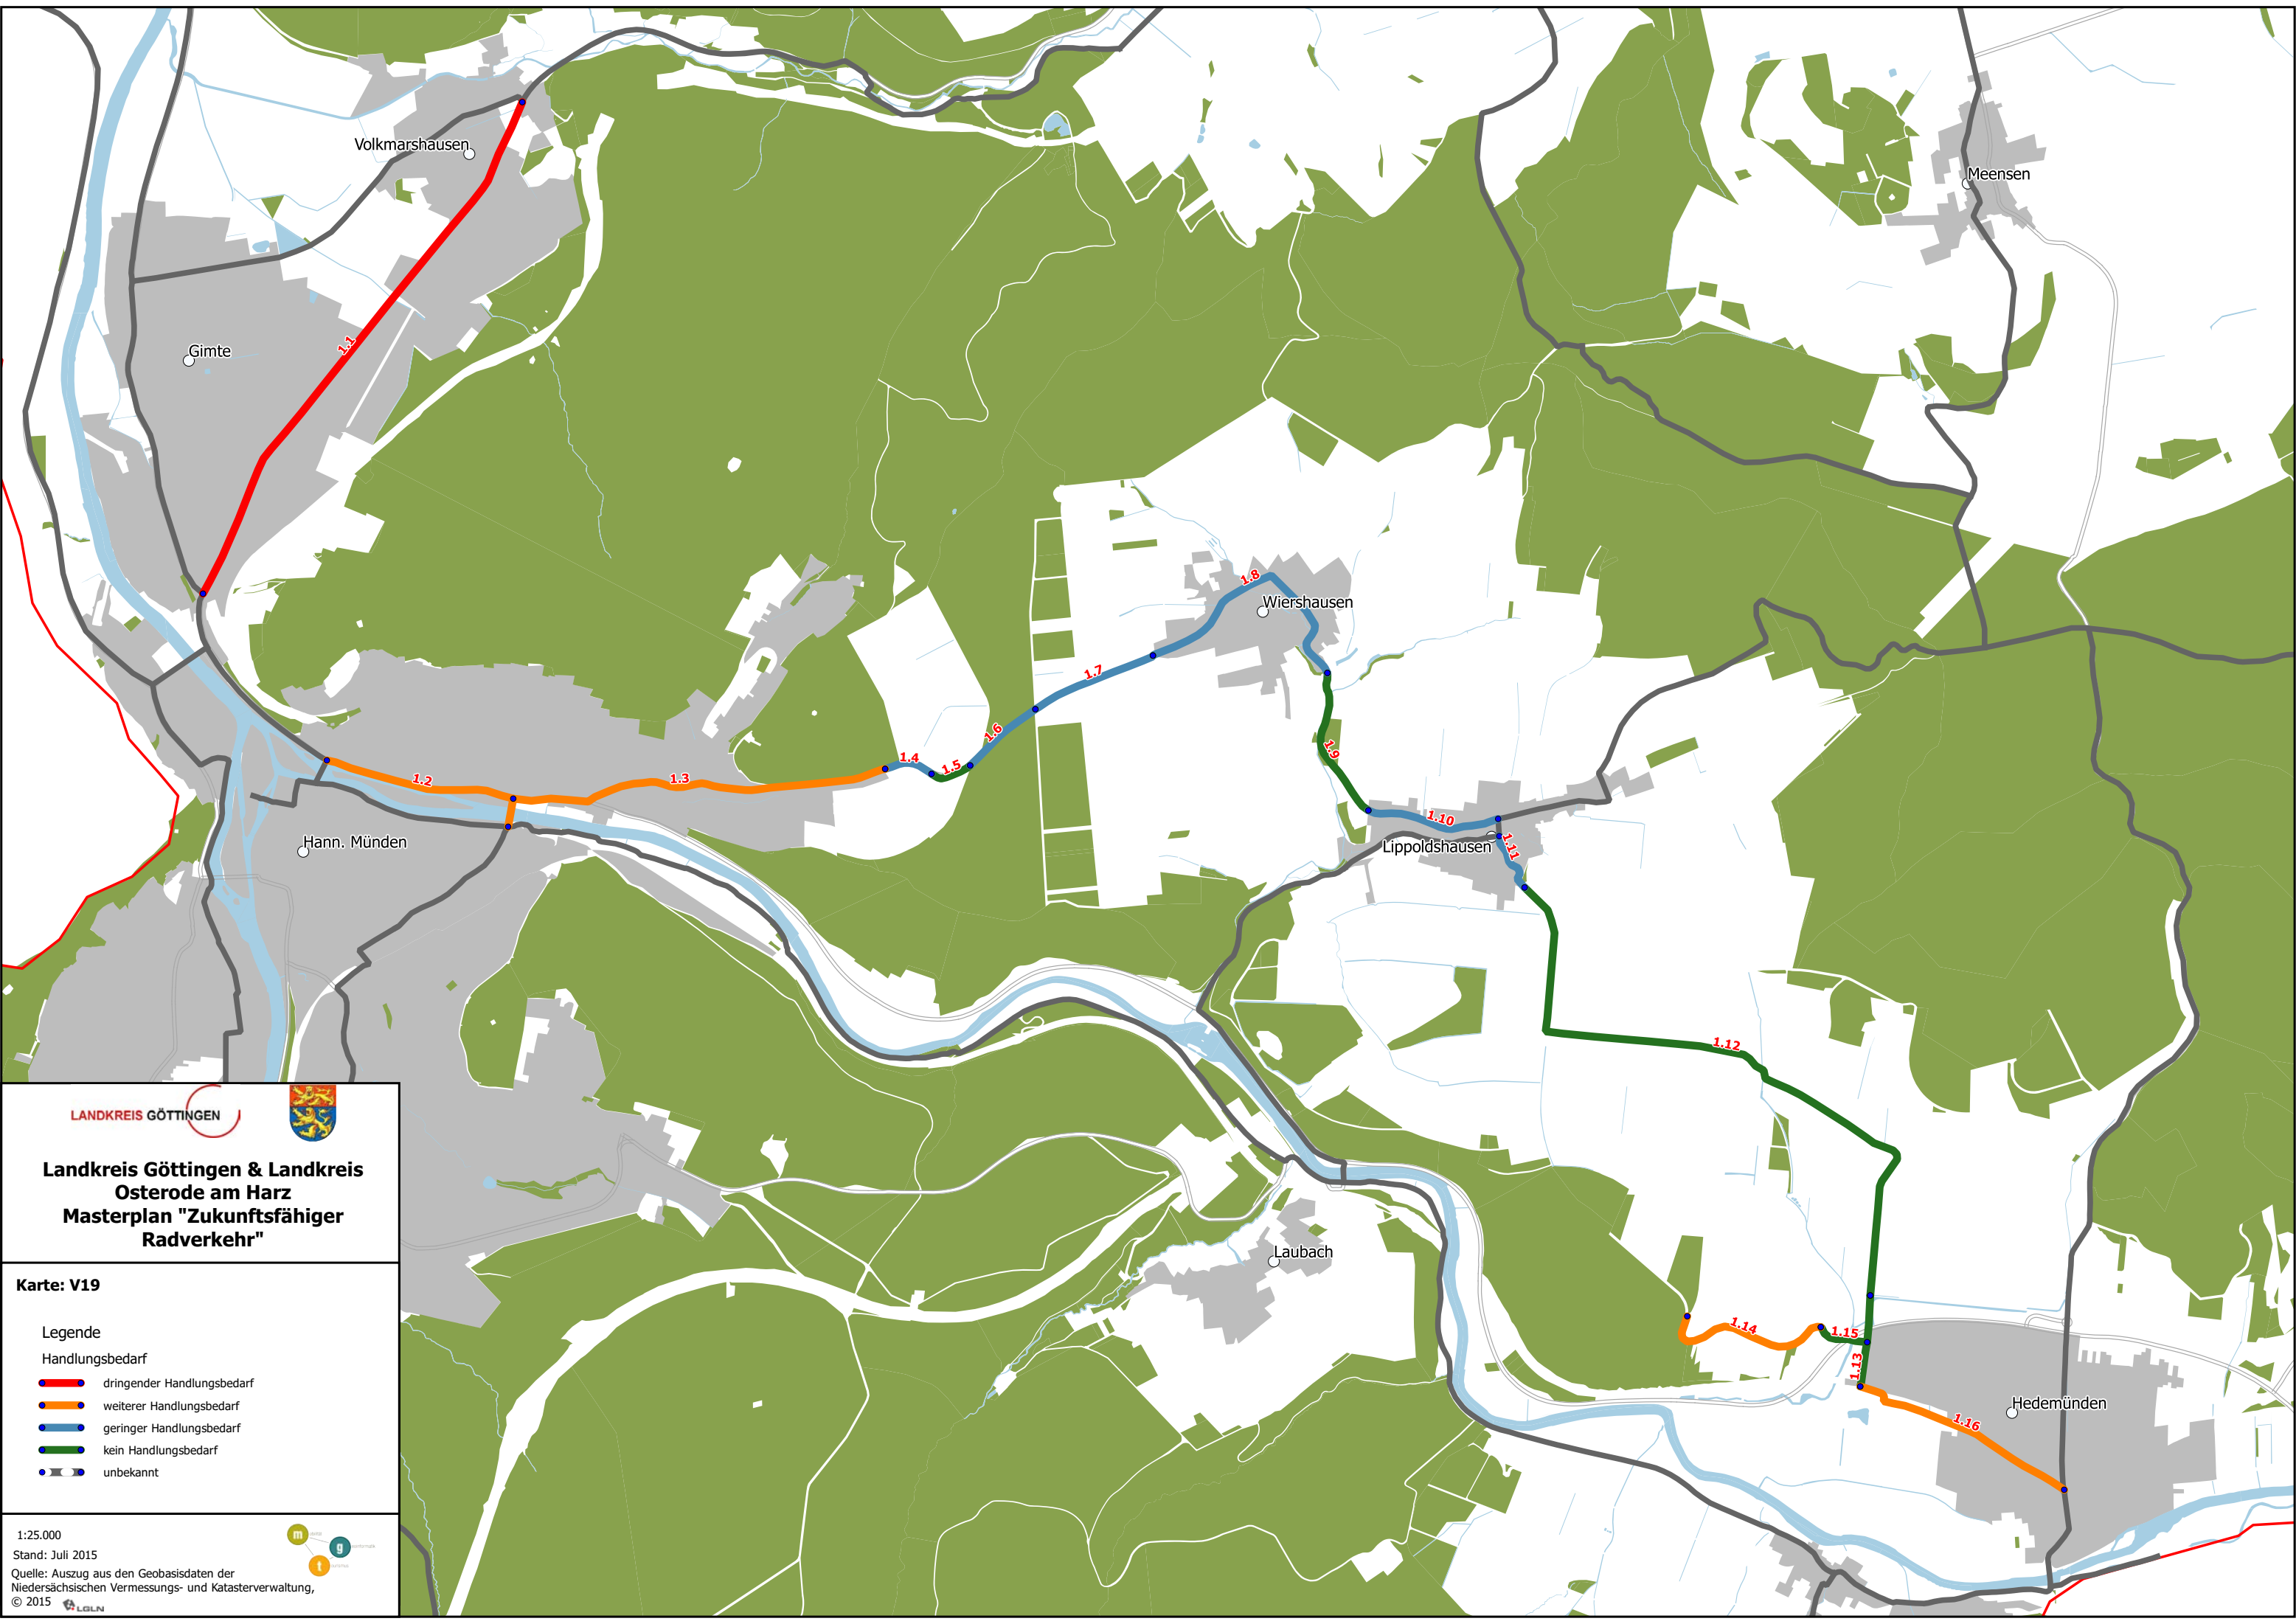 Volkmarshausen
Meensen
Gimte
1.1
Wiershausen
1.8
1.7
1.6
1.4
1.5
1.2
1.3
1.9
1.10
1.11
Lippoldshausen
Hann. Münden
1.12
Laubach
1.14
1.15
1.13
1.16
Hedemünden
LANDKREIS GÖTTINGEN
Landkreis Göttingen & Landkreis
Osterode am Harz
Masterplan "Zukunftsfähiger
Radverkehr"
Karte: V19
Legende
Handlungsbedarf
dringender Handlungsbedarf
weiterer Handlungsbedarf
geringer Handlungsbedarf
kein Handlungsbedarf
unbekannt
1:25.000
Stand: Juli 2015
Quelle: Auszug aus den Geobasisdaten der
Niedersächsischen Vermessungs- und Katasterverwaltung,
© 2015 LGLN
m
g
t